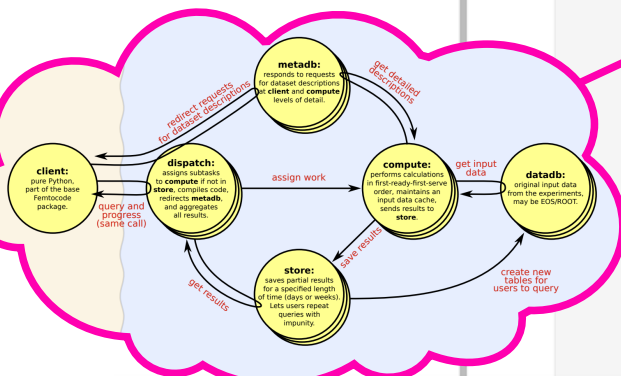 metadb:
responds to requests
for dataset descriptions
at client and compute
levels of detail.
get detailed
descriptions
redirect requests
for dataset descriptions
client:
pure Python,
part of the base
Femtocode
package.
dispatch:
assigns subtasks
to compute if not in
store, compiles code,
redirects metadb,
and aggregates
all results.
query and
progress
(same call)
assign work
compute:
performs calculations
in first-ready-first-serve
order, maintains an
input data cache,
sends results to
store.
get input
data
datadb:
original input data
from the experiments,
may be EOS/ROOT.
save results
get results
store:
saves partial results
for a specified length
of time (days or weeks).
Lets users repeat
queries with
impunity.
create new
tables for
users to query